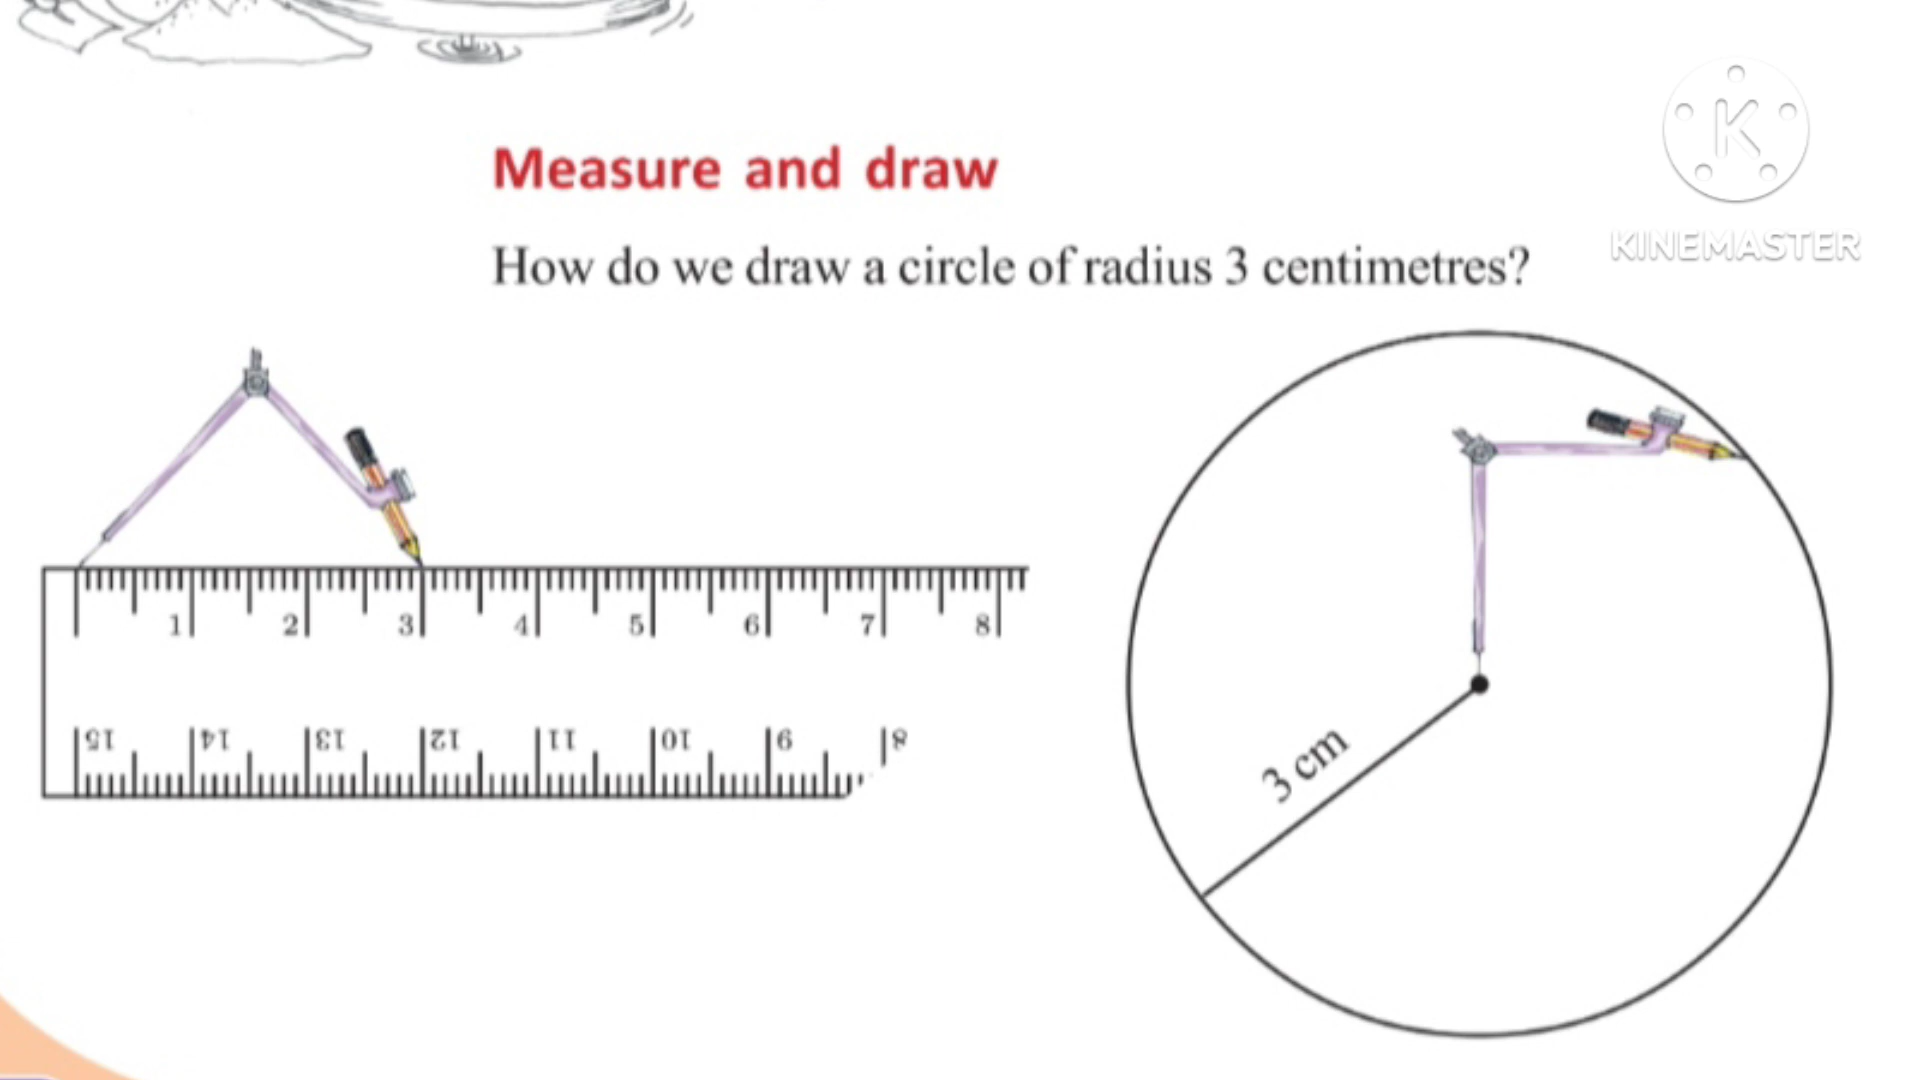 Measure and draw
K
KINEMASTER
How do we draw a circle of radius 3 centimetres?
1 2 3 4 5 6 7 8
15 14 13 12 11 10 9 8
3 cm